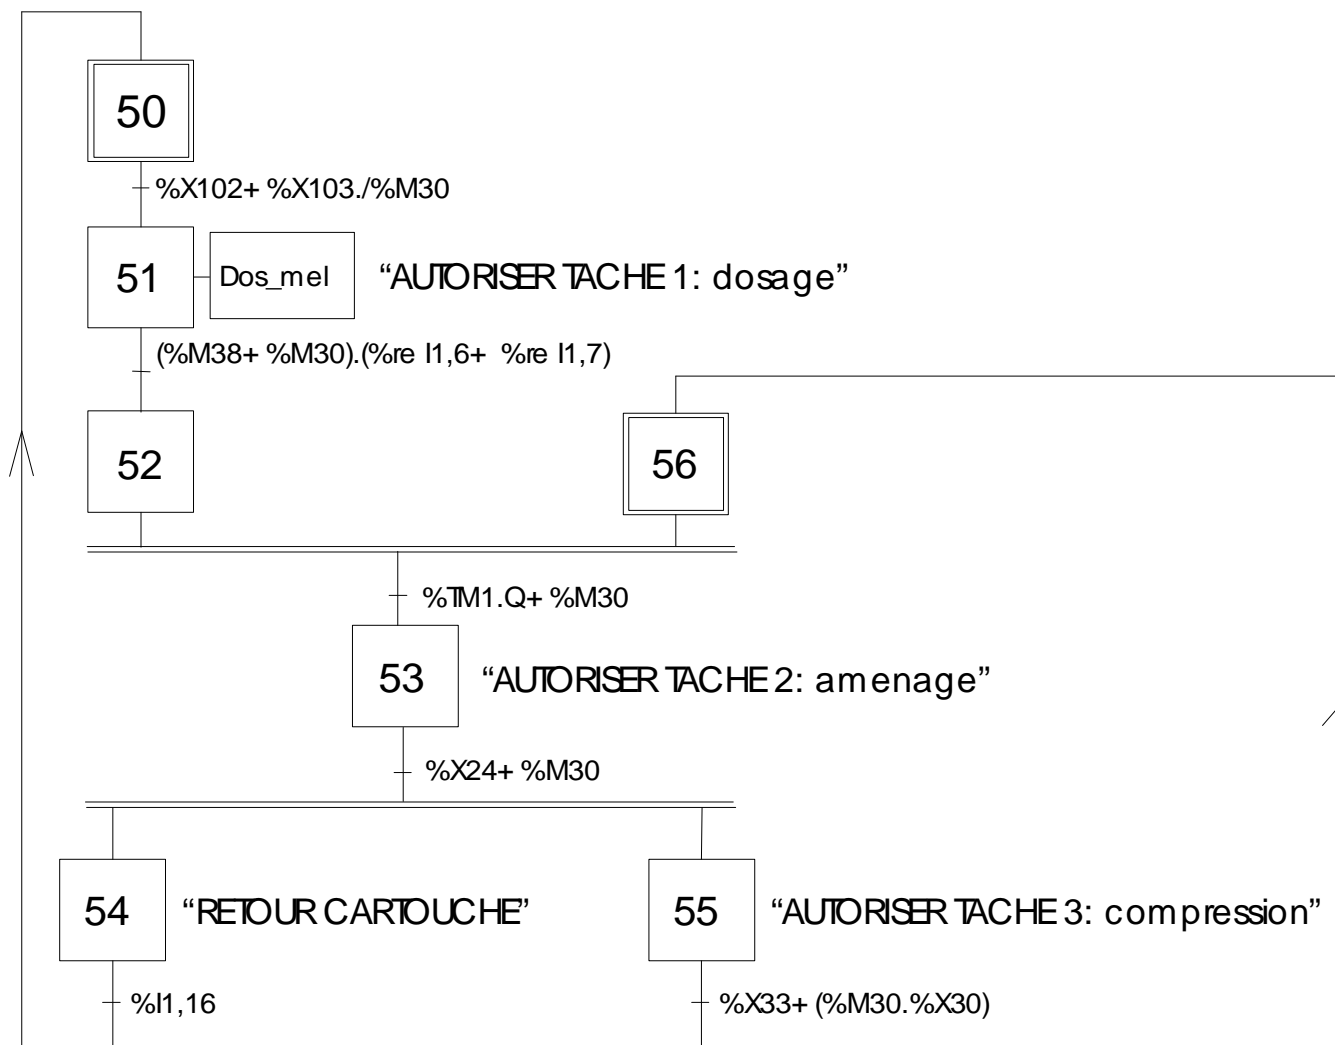 50
%X102+ %X103./%M30
51
Dos_mel
“AUTORISER TACHE 1: dosage”
(%M38+ %M30).(%re I1,6+ %re I1,7)
52
56
%TM1.Q+ %M30
53
“AUTORISER TACHE 2: amenage”
%X24+ %M30
54
“RETOUR CARTOUCHE”
55
“AUTORISER TACHE 3: compression”
%I1,16
%X33+ (%M30.%X30)